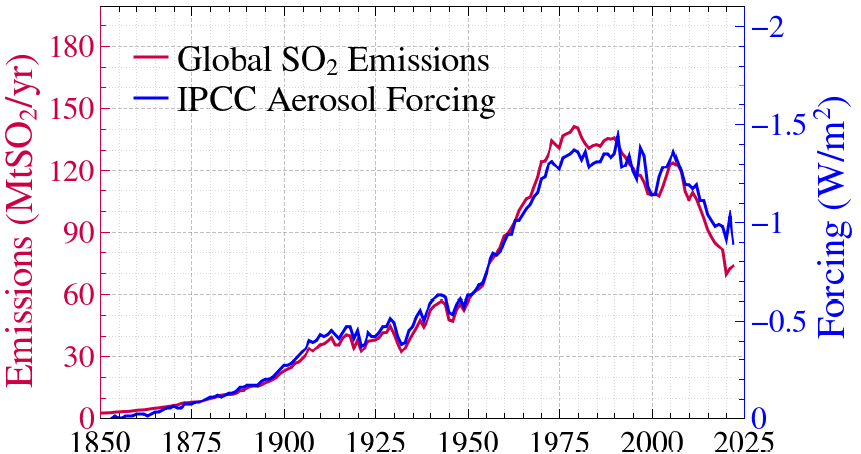 Global SO₂ Emissions
IPCC Aerosol Forcing
Emissions (MtSO₂/yr)
180
150
120
90
60
30
0
Forcing (W/m²)
−2
−1.5
−1
−0.5
0
1850 1875 1900 1925 1950 1975 2000 2025